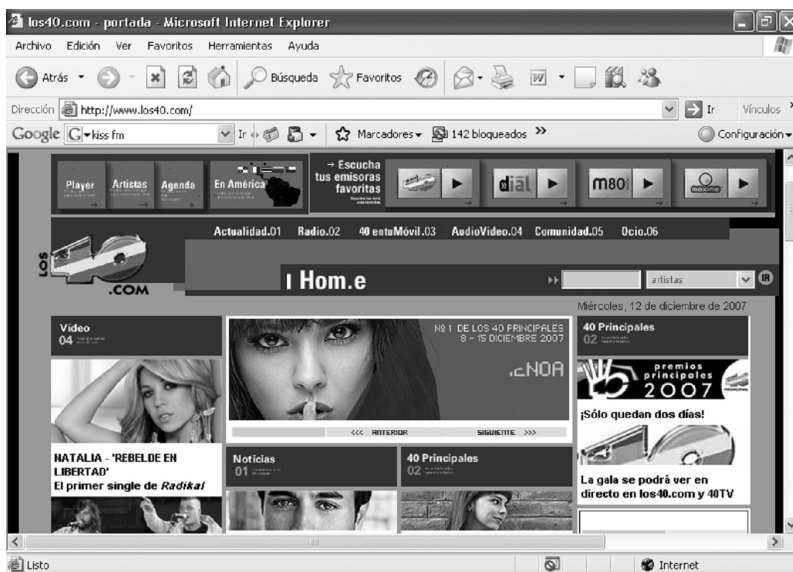 los40.com - portada - Microsoft Internet Explorer
Archivo Edición Ver Favoritos Herramientas Ayuda
Atrás Búsqueda Favoritos
Dirección http://www.los40.com/ Ir Vínculos
Google kiss fm Ir Marcadores 142 bloqueados Configuración
Player Artistas Agenda En América
Escucha
tus emisoras
favoritas
dial M80 maxima
Actualidad.01 Radio.02 40 entuMóvil.03 AudioVídeo.04 Comunidad.05 Ocio.06
LOS 40 .COM
Hom.e
artistas IR
Miércoles, 12 de diciembre de 2007
Vídeo
04
NATALIA - 'REBELDE EN
LIBERTAD'
El primer single de Radikal
Nº 1 DE LOS 40 PRINCIPALES
8 - 15 DICIEMBRE 2007
.:ENOA
<<< ANTERIOR SIGUIENTE >>>
Noticias
01
40 Principales
02
40 Principales
02
premios
principales
2007
¡Sólo quedan dos días!
40
La gala se podrá ver en
directo en los40.com y 40TV
Listo Internet